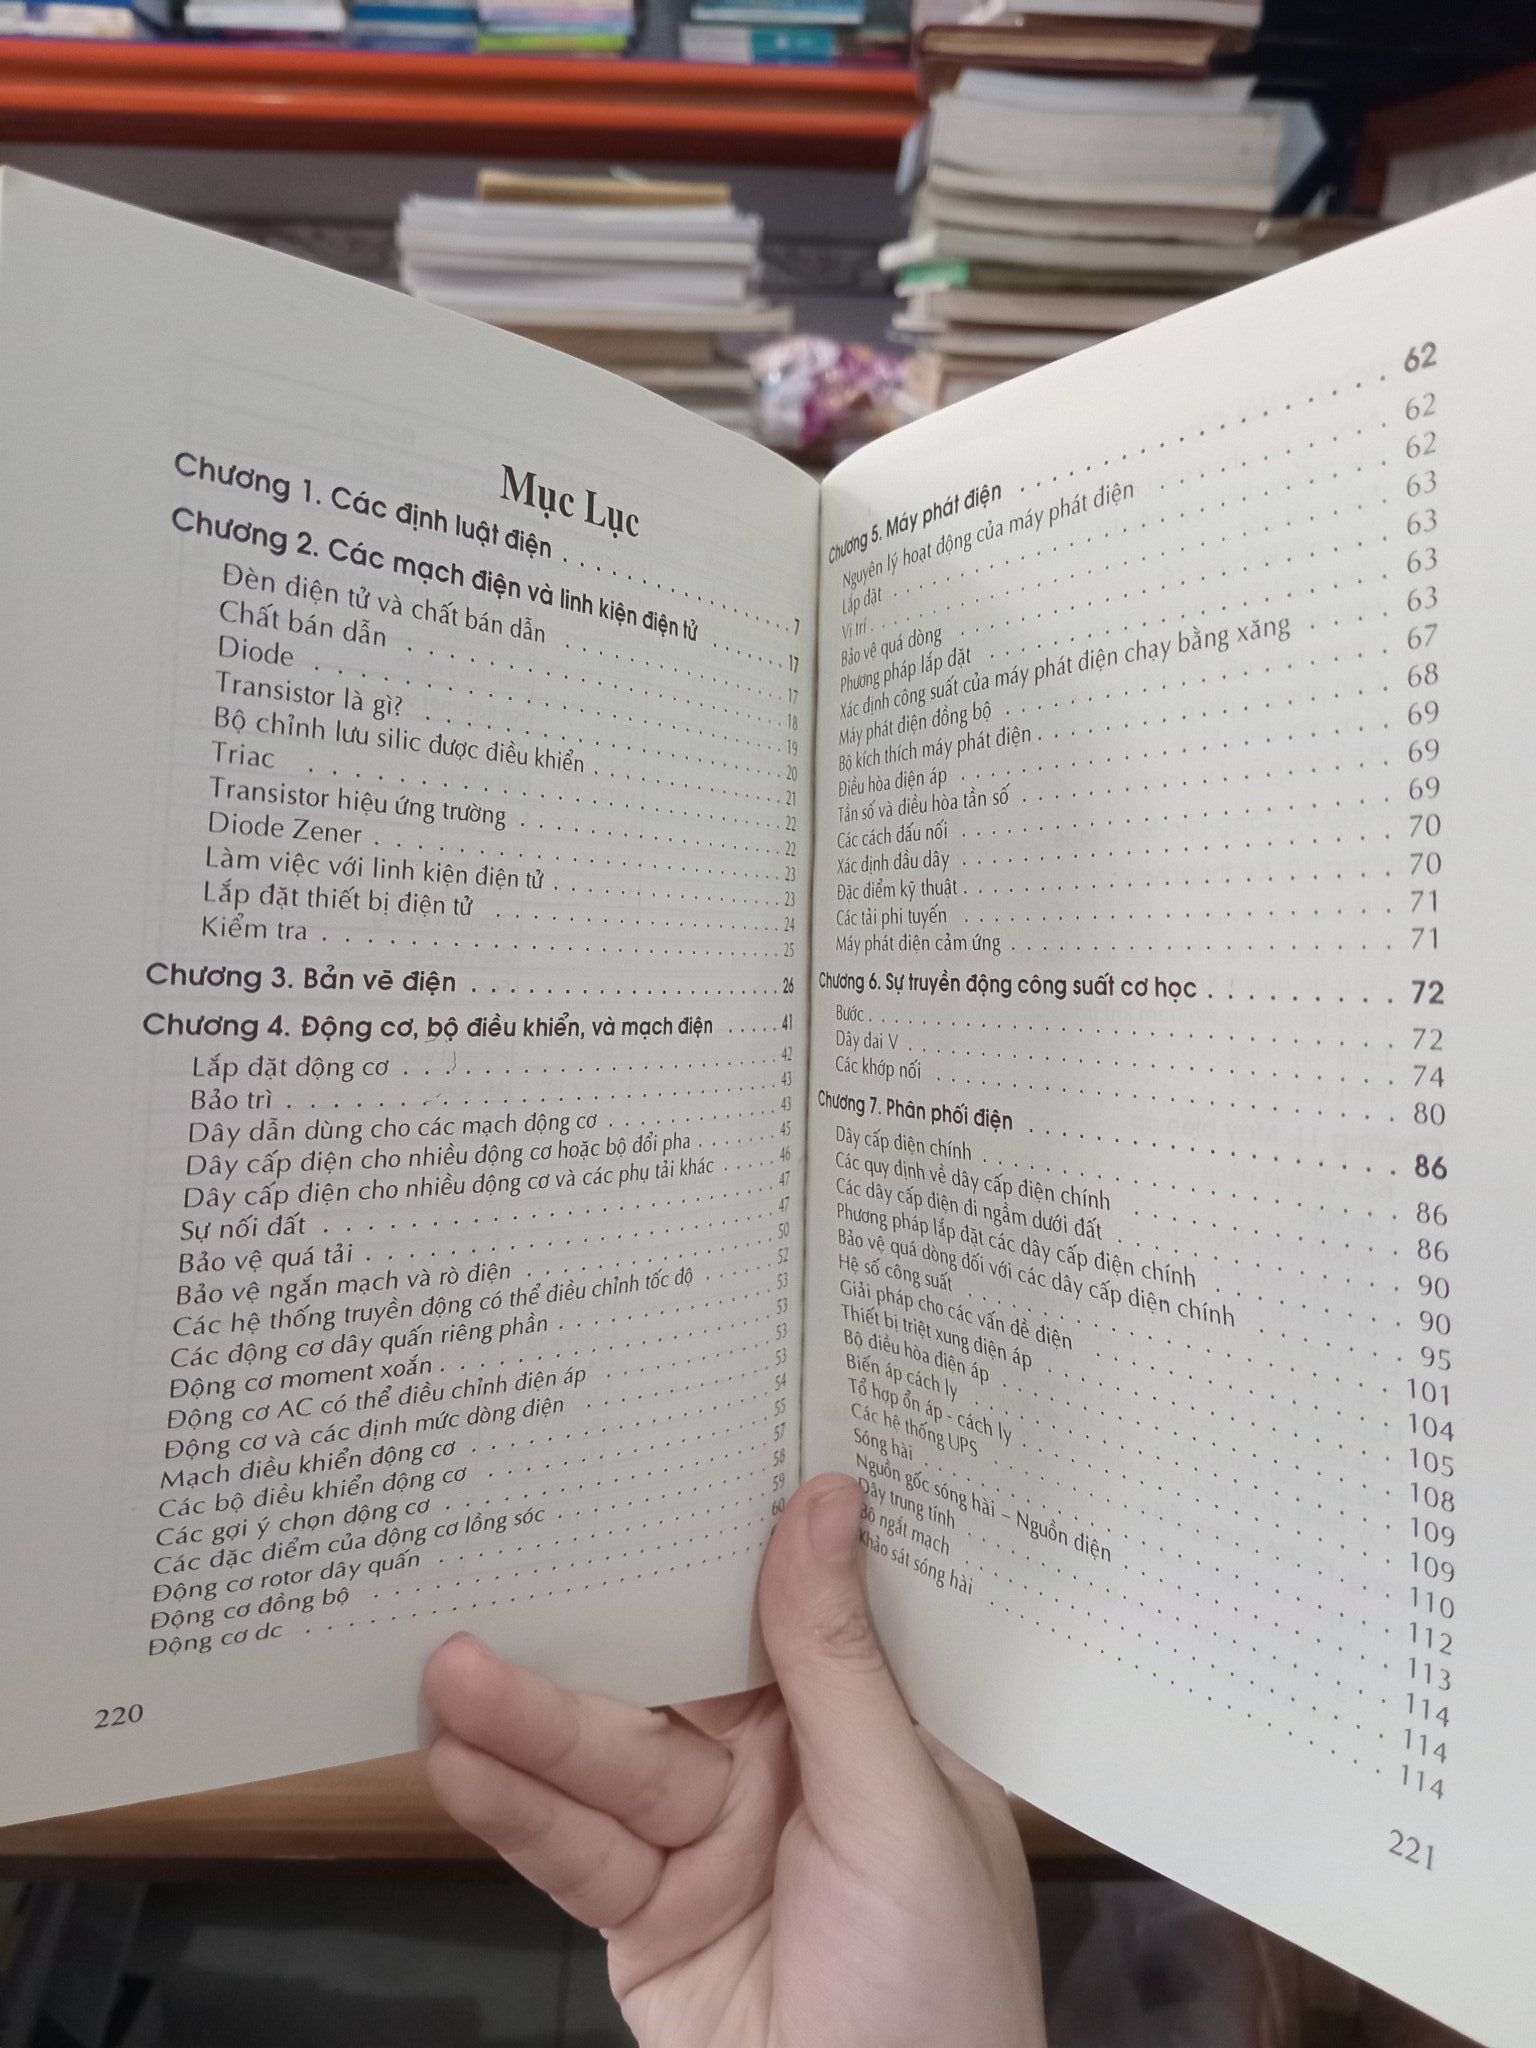 Mục Lục
Chương 1. Các định luật điện . . . . . . . . . . 7
Chương 2. Các mạch điện và linh kiện điện tử . . . . . . 17
Đèn điện tử và chất bán dẫn . . . . . . . . . . 17
Chất bán dẫn . . . . . . . . . . 18
Diode . . . . . . . . . . 19
Transistor là gì? . . . . . . . . . . 20
Bộ chỉnh lưu silic được điều khiển . . . . . . . . . . 21
Triac . . . . . . . . . . 22
Transistor hiệu ứng trường . . . . . . . . . . 22
Diode Zener . . . . . . . . . . 23
Làm việc với linh kiện điện tử . . . . . . . . . . 23
Lắp đặt thiết bị điện tử . . . . . . . . . . 24
Kiểm tra . . . . . . . . . . 25
Chương 3. Bản vẽ điện . . . . . . . . . . 26
Chương 4. Động cơ, bộ điều khiển, và mạch điện . . . . . 41
Lắp đặt động cơ . . . . . . . . . . 42
Bảo trì . . . . . . . . . . 43
Dây dẫn dùng cho các mạch động cơ . . . . . . . . . . 43
Dây cấp điện cho nhiều động cơ hoặc bộ đổi pha . . . . . . . 45
Dây cấp điện cho nhiều động cơ và các phụ tải khác . . . . . 46
Sự nối đất . . . . . . . . . . 47
Bảo vệ quá tải . . . . . . . . . . 47
Bảo vệ ngắn mạch và rò điện . . . . . . . . . . 50
Các hệ thống truyền động có thể điều chỉnh tốc độ . . . . . . 52
Các động cơ dây quấn riêng phần . . . . . . . . . . 53
Động cơ moment xoắn . . . . . . . . . . 53
Động cơ AC có thể điều chỉnh điện áp . . . . . . . . . . 53
Động cơ và các định mức dòng điện . . . . . . . . . . 53
Mạch điều khiển động cơ . . . . . . . . . . 54
Các bộ điều khiển động cơ . . . . . . . . . . 55
Các gợi ý chọn động cơ . . . . . . . . . . 57
Các đặc điểm của động cơ lồng sóc . . . . . . . . . . 58
Động cơ rotor dây quấn . . . . . . . . . . 59
Động cơ đồng bộ . . . . . . . . . . 60
Động cơ dc . . . . . . . . . .
220
Chương 5. Máy phát điện . . . . . . . . . . 62
Nguyên lý hoạt động của máy phát điện . . . . . . . . . . 62
Lắp đặt . . . . . . . . . . 62
Vị trí . . . . . . . . . . 63
Bảo vệ quá dòng . . . . . . . . . . 63
Phương pháp lắp đặt . . . . . . . . . . 63
Xác định công suất của máy phát điện chạy bằng xăng . . . . . 63
Máy phát điện đồng bộ . . . . . . . . . . 67
Bộ kích thích máy phát điện . . . . . . . . . . 68
Điều hòa điện áp . . . . . . . . . . 69
Tần số và điều hòa tần số . . . . . . . . . . 69
Các cách đấu nối . . . . . . . . . . 69
Xác định đầu dây . . . . . . . . . . 70
Đặc điểm kỹ thuật . . . . . . . . . . 70
Các tải phi tuyến . . . . . . . . . . 71
Máy phát điện cảm ứng . . . . . . . . . . 71
Chương 6. Sự truyền động công suất cơ học . . . . . . . . . 72
Bước . . . . . . . . . . 72
Dây đai V . . . . . . . . . . 74
Các khớp nối . . . . . . . . . . 80
Chương 7. Phân phối điện . . . . . . . . . . 86
Dây cấp điện chính . . . . . . . . . . 86
Các quy định về dây cấp điện chính . . . . . . . . . . 86
Các dây cấp điện đi ngầm dưới đất . . . . . . . . . . 90
Phương pháp lắp đặt các dây cấp điện chính . . . . . . . . 90
Bảo vệ quá dòng đối với các dây cấp điện chính . . . . . . 95
Hệ số công suất . . . . . . . . . . 101
Giải pháp cho các vấn đề điện . . . . . . . . . . 104
Thiết bị triệt xung điện áp . . . . . . . . . . 105
Bộ điều hòa điện áp . . . . . . . . . . 108
Biến áp cách ly . . . . . . . . . . 109
Tổ hợp ổn áp - cách ly . . . . . . . . . . 109
Các hệ thống UPS . . . . . . . . . . 110
Sóng hài . . . . . . . . . . 112
Nguồn gốc sóng hài – Nguồn điện . . . . . . . . . . 113
Dây trung tính . . . . . . . . . . 114
Bộ ngắt mạch . . . . . . . . . . 114
Khảo sát sóng hài . . . . . . . . . . 114
221